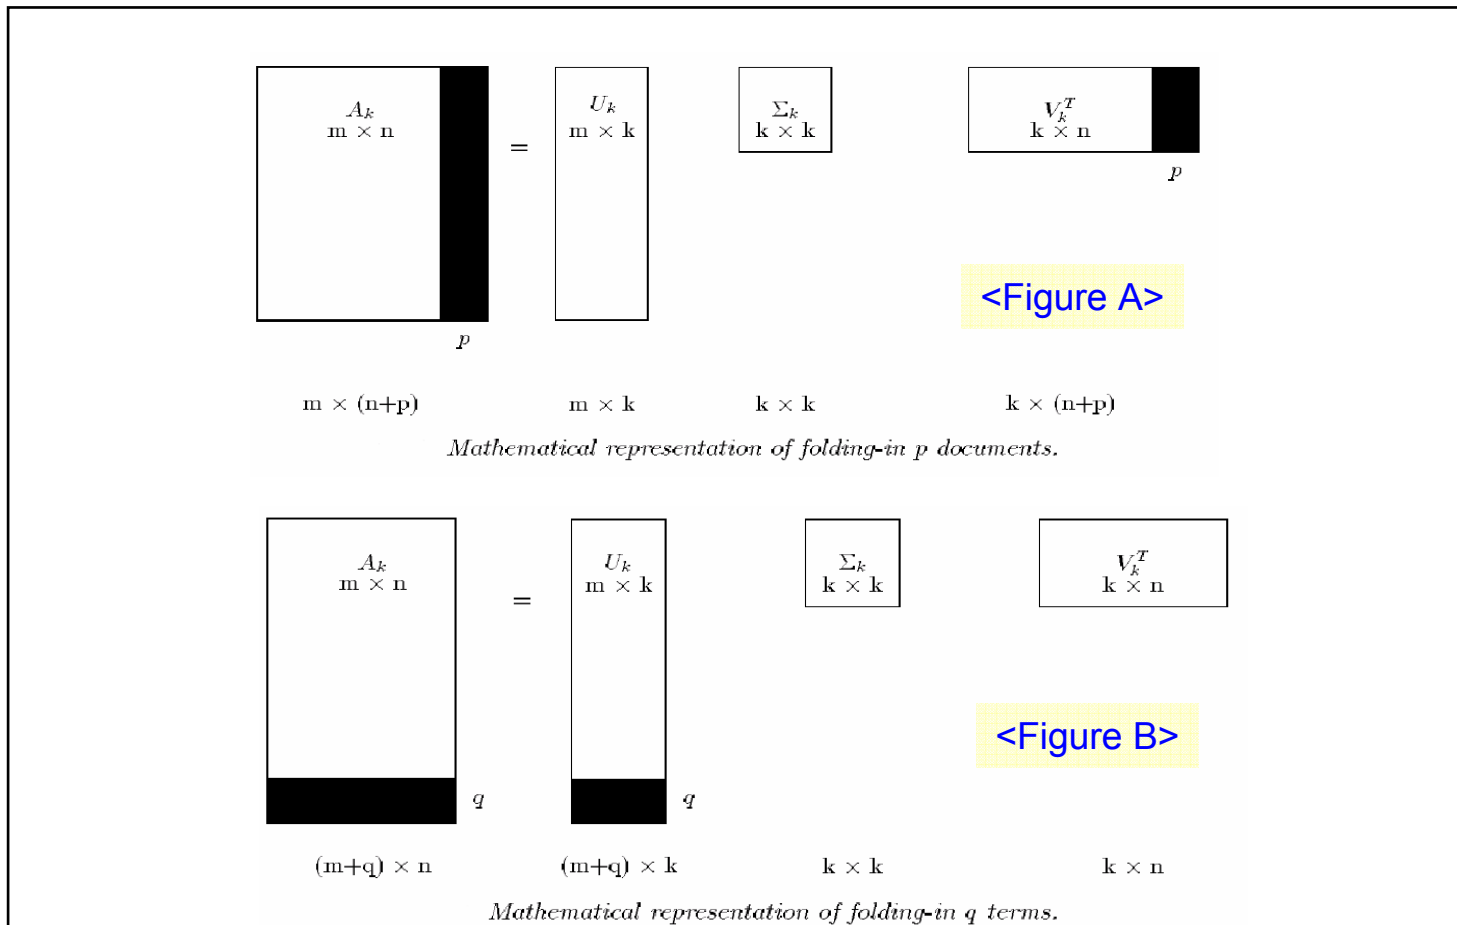 A_k U_k Σ_k V_k^T
m × n m × k k × k k × n
=
p
<Figure A>
p
m × (n+p) m × k k × k k × (n+p)
Mathematical representation of folding-in p documents.
A_k U_k Σ_k V_k^T
m × n m × k k × k k × n
=
<Figure B>
q q
(m+q) × n (m+q) × k k × k k × n
Mathematical representation of folding-in q terms.